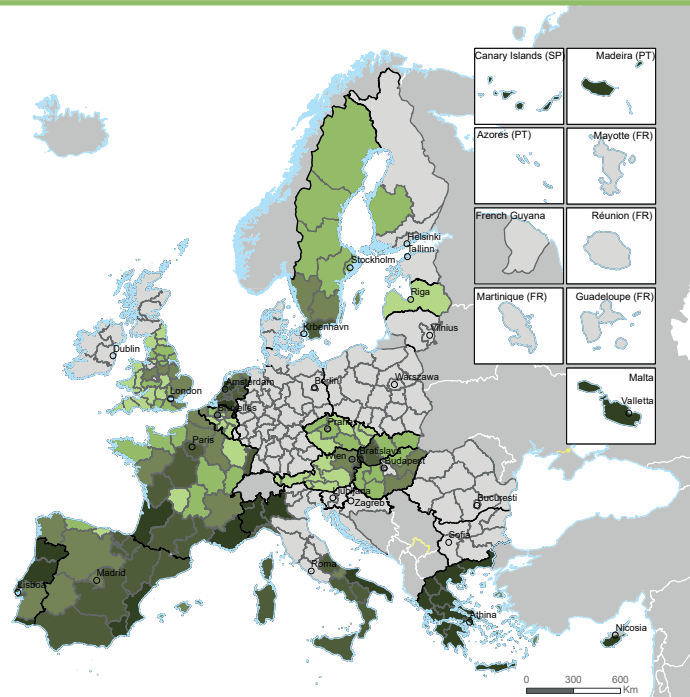 Canary Islands (SP)
Madeira (PT)
Azores (PT)
Mayotte (FR)
French Guyana
Réunion (FR)
Martinique (FR)
Guadeloupe (FR)
Malta
Valletta
Helsinki
Tallinn
Stockholm
Riga
Krbenhavn
Vilnius
Dublin
Amsterdam
Berlin
Warszawa
London
Bruxelles
Praha
Paris
Wien
Bratislava
Budapest
Ljubljana
Zagreb
Bucuresti
Sofia
Roma
Madrid
Lisboa
Athina
Nicosia
0 300 600
Km